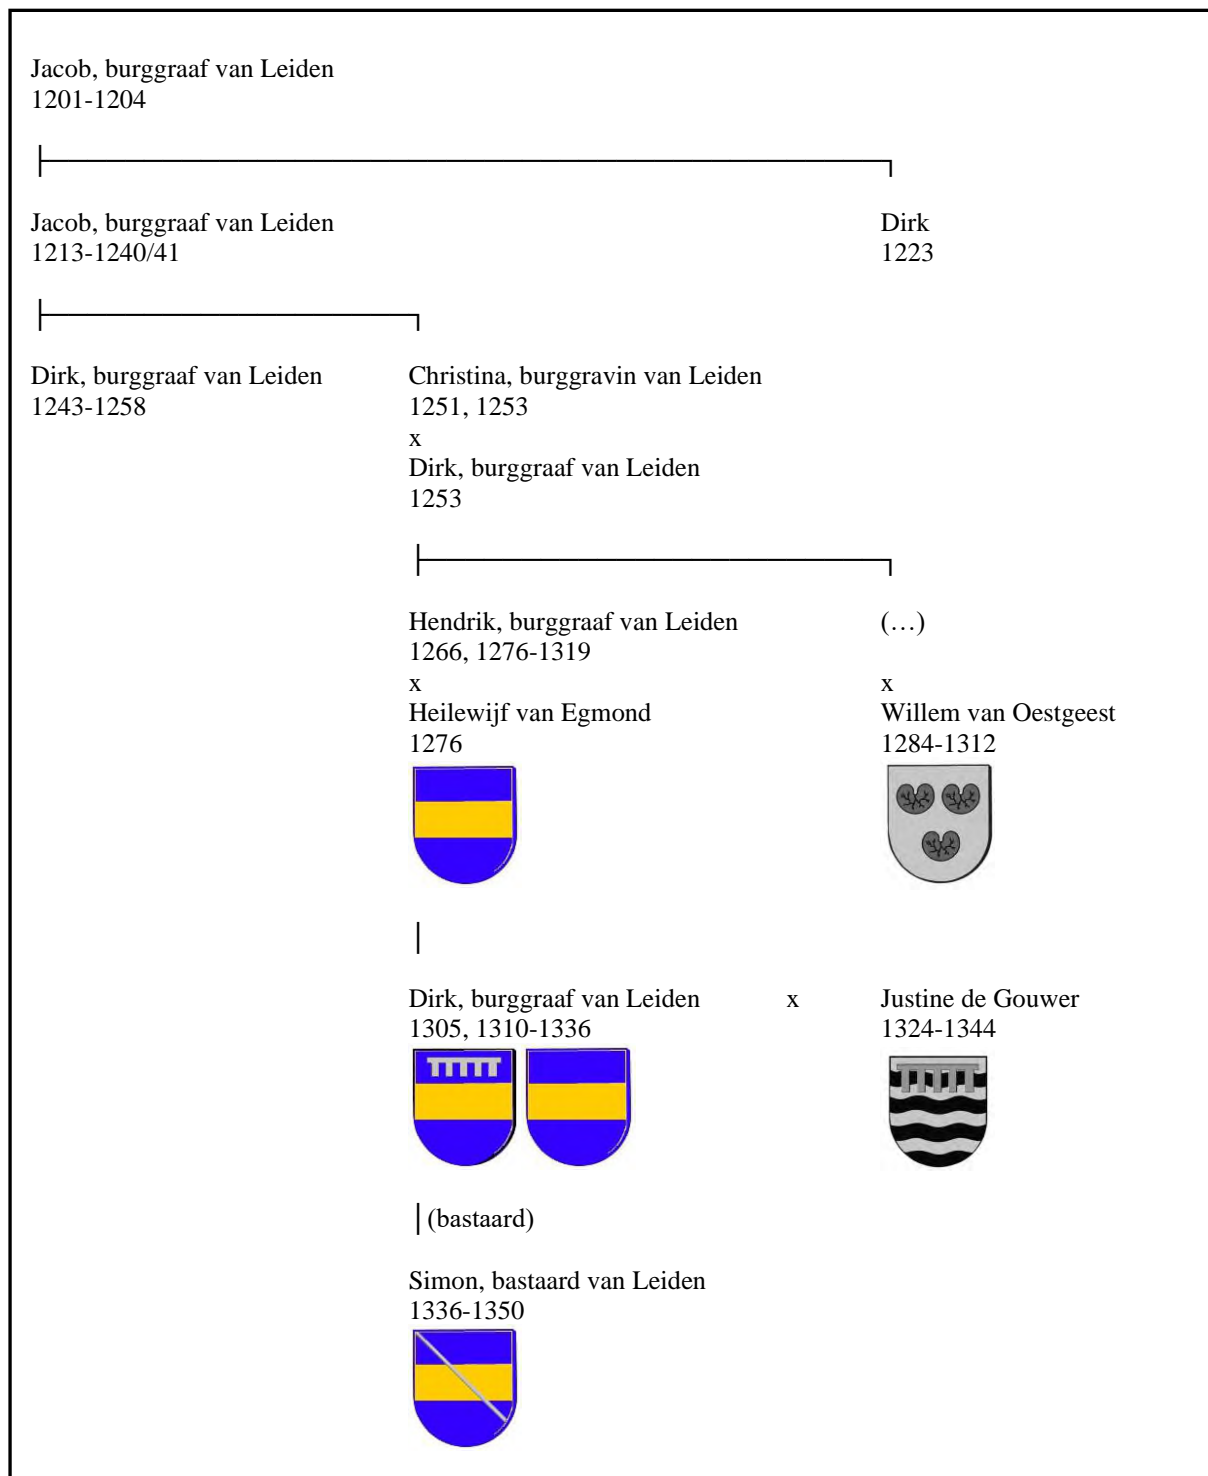 Jacob, burggraaf van Leiden
1201-1204
Jacob, burggraaf van Leiden
1213-1240/41
Dirk
1223
Dirk, burggraaf van Leiden
1243-1258
Christina, burggravin van Leiden
1251, 1253
x
Dirk, burggraaf van Leiden
1253
Hendrik, burggraaf van Leiden
1266, 1276-1319
x
Heilewijf van Egmond
1276
(…)
x
Willem van Oestgeest
1284-1312
Dirk, burggraaf van Leiden
1305, 1310-1336
x
Justine de Gouwer
1324-1344
(bastaard)
Simon, bastaard van Leiden
1336-1350